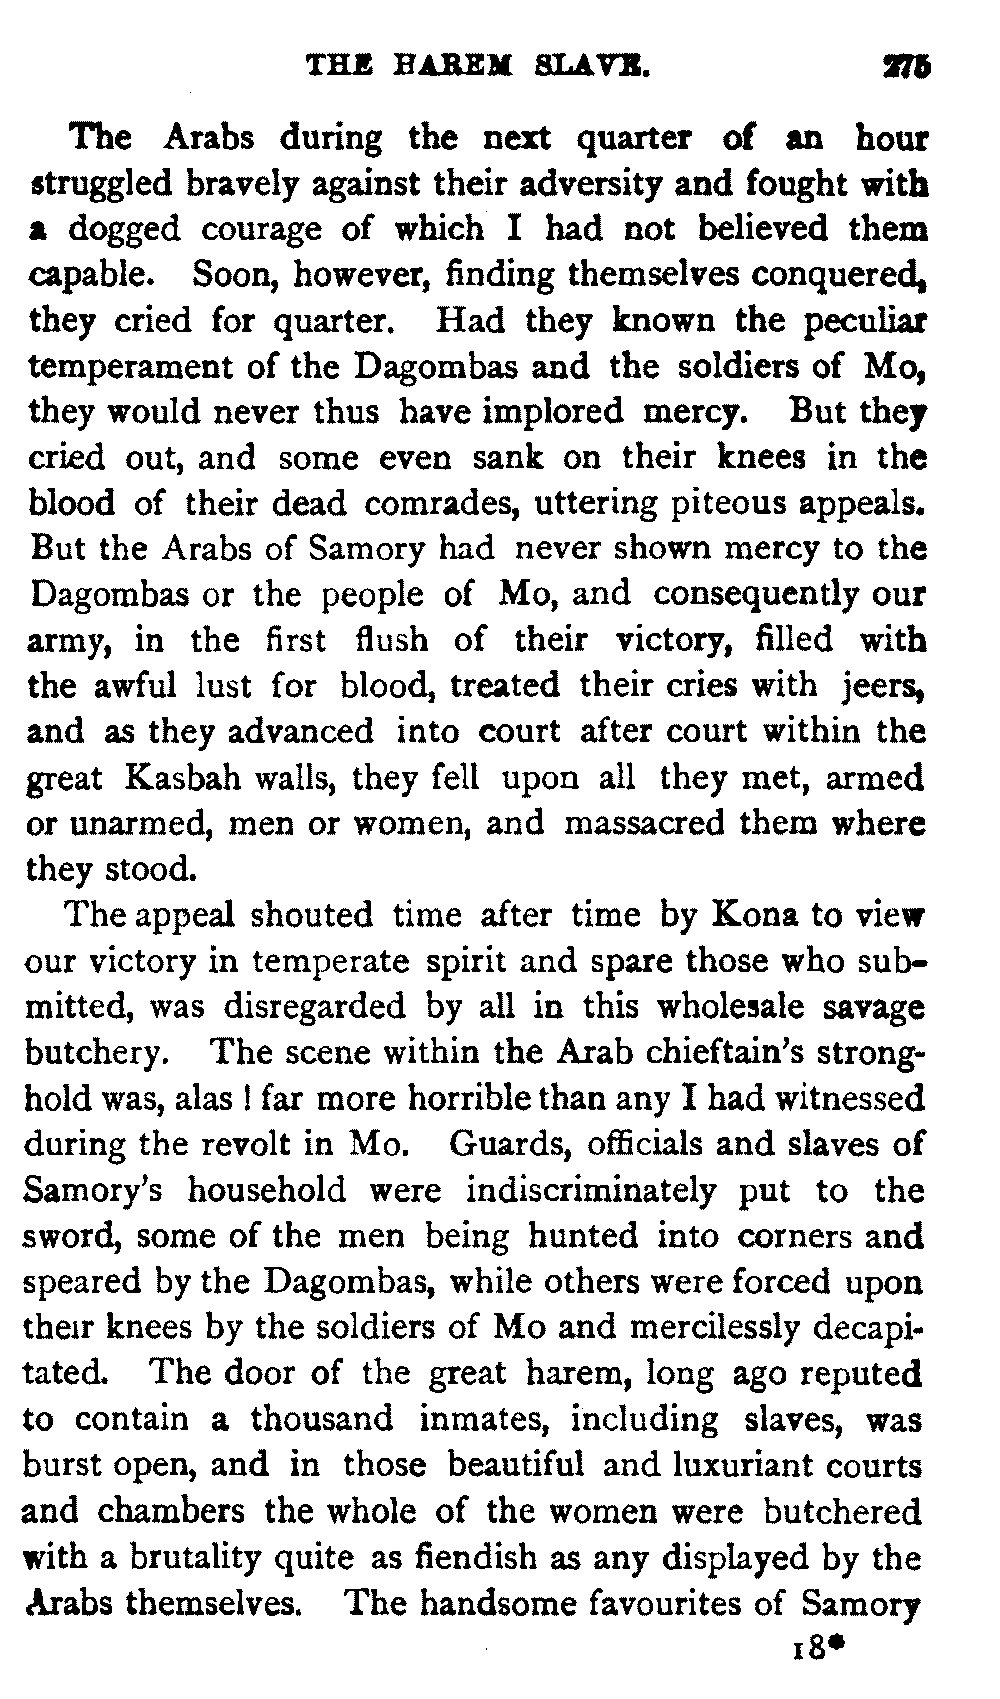 THE HAREM SLAVE. 275
The Arabs during the next quarter of an hour
struggled bravely against their adversity and fought with
a dogged courage of which I had not believed them
capable. Soon, however, finding themselves conquered,
they cried for quarter. Had they known the peculiar
temperament of the Dagombas and the soldiers of Mo,
they would never thus have implored mercy. But they
cried out, and some even sank on their knees in the
blood of their dead comrades, uttering piteous appeals.
But the Arabs of Samory had never shown mercy to the
Dagombas or the people of Mo, and consequently our
army, in the first flush of their victory, filled with
the awful lust for blood, treated their cries with jeers,
and as they advanced into court after court within the
great Kasbah walls, they fell upon all they met, armed
or unarmed, men or women, and massacred them where
they stood.
The appeal shouted time after time by Kona to view
our victory in temperate spirit and spare those who sub-
mitted, was disregarded by all in this wholesale savage
butchery. The scene within the Arab chieftain's strong-
hold was, alas! far more horrible than any I had witnessed
during the revolt in Mo. Guards, officials and slaves of
Samory's household were indiscriminately put to the
sword, some of the men being hunted into corners and
speared by the Dagombas, while others were forced upon
their knees by the soldiers of Mo and mercilessly decapi-
tated. The door of the great harem, long ago reputed
to contain a thousand inmates, including slaves, was
burst open, and in those beautiful and luxuriant courts
and chambers the whole of the women were butchered
with a brutality quite as fiendish as any displayed by the
Arabs themselves. The handsome favourites of Samory
18*